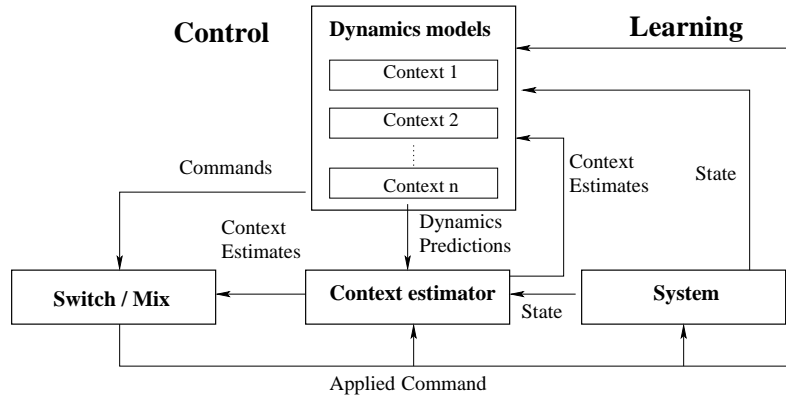 Control
Dynamics models
Learning
Context 1
Context 2
Context n
Commands
Context
Estimates
State
Context
Estimates
Dynamics
Predictions
Switch / Mix
Context estimator
System
State
Applied Command